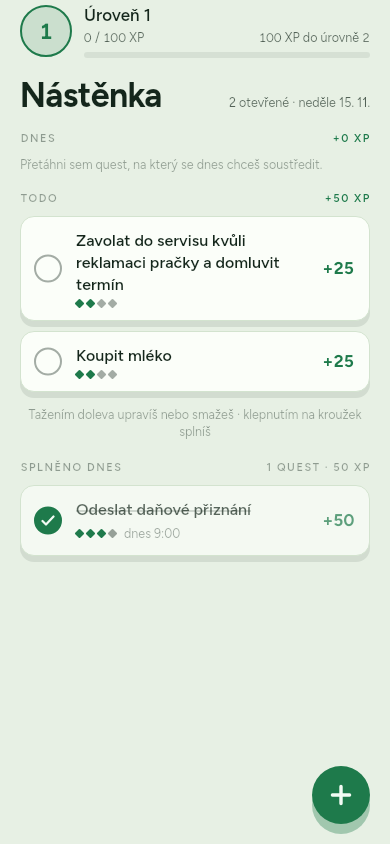 1
Úroveň 1
0 / 100 XP
100 XP do úrovně 2
Nástěnka
2 otevřené · neděle 15. 11.
DNES
+0 XP
Přetáhni sem quest, na který se dnes chceš soustředit.
TODO
+50 XP
Zavolat do servisu kvůli
reklamaci pračky a domluvit
termín
+25
Koupit mléko
+25
Tažením doleva upravíš nebo smažeš · klepnutím na kroužek
splníš
SPLNĚNO DNES
1 QUEST · 50 XP
Odeslat daňové přiznání
dnes 9:00
+50